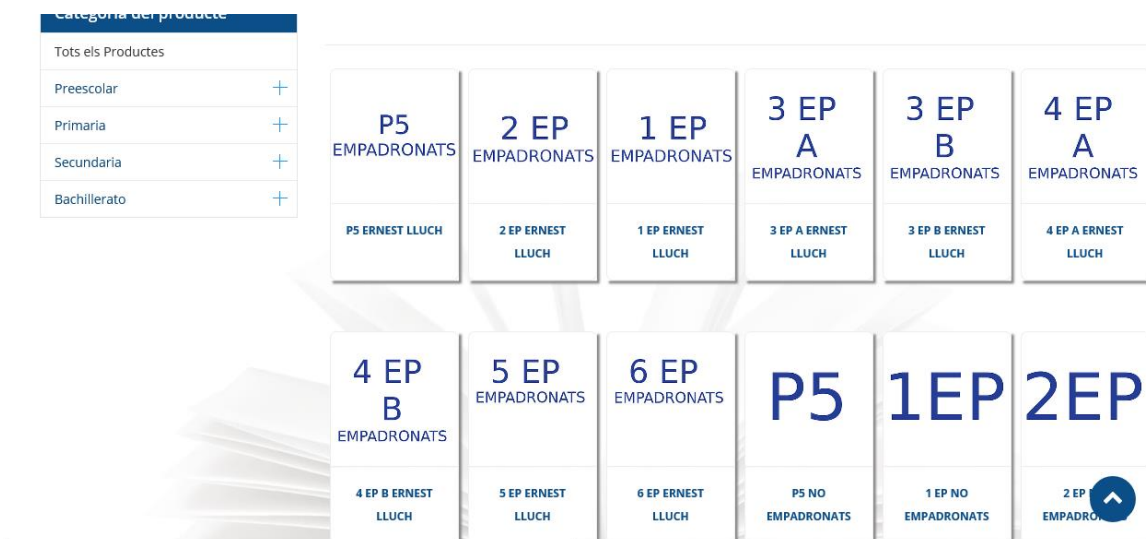 Categoria del producte
Tots els Productes
Preescolar
Primaria
Secundaria
Bachillerato
P5
EMPADRONATS
P5 ERNEST LLUCH
2 EP
EMPADRONATS
2 EP ERNEST
LLUCH
1 EP
EMPADRONATS
1 EP ERNEST
LLUCH
3 EP
A
EMPADRONATS
3 EP A ERNEST
LLUCH
3 EP
B
EMPADRONATS
3 EP B ERNEST
LLUCH
4 EP
A
EMPADRONATS
4 EP A ERNEST
LLUCH
4 EP
B
EMPADRONATS
4 EP B ERNEST
LLUCH
5 EP
EMPADRONATS
5 EP ERNEST
LLUCH
6 EP
EMPADRONATS
6 EP ERNEST
LLUCH
P5
P5 NO
EMPADRONATS
1EP
1 EP NO
EMPADRONATS
2EP
2 EP